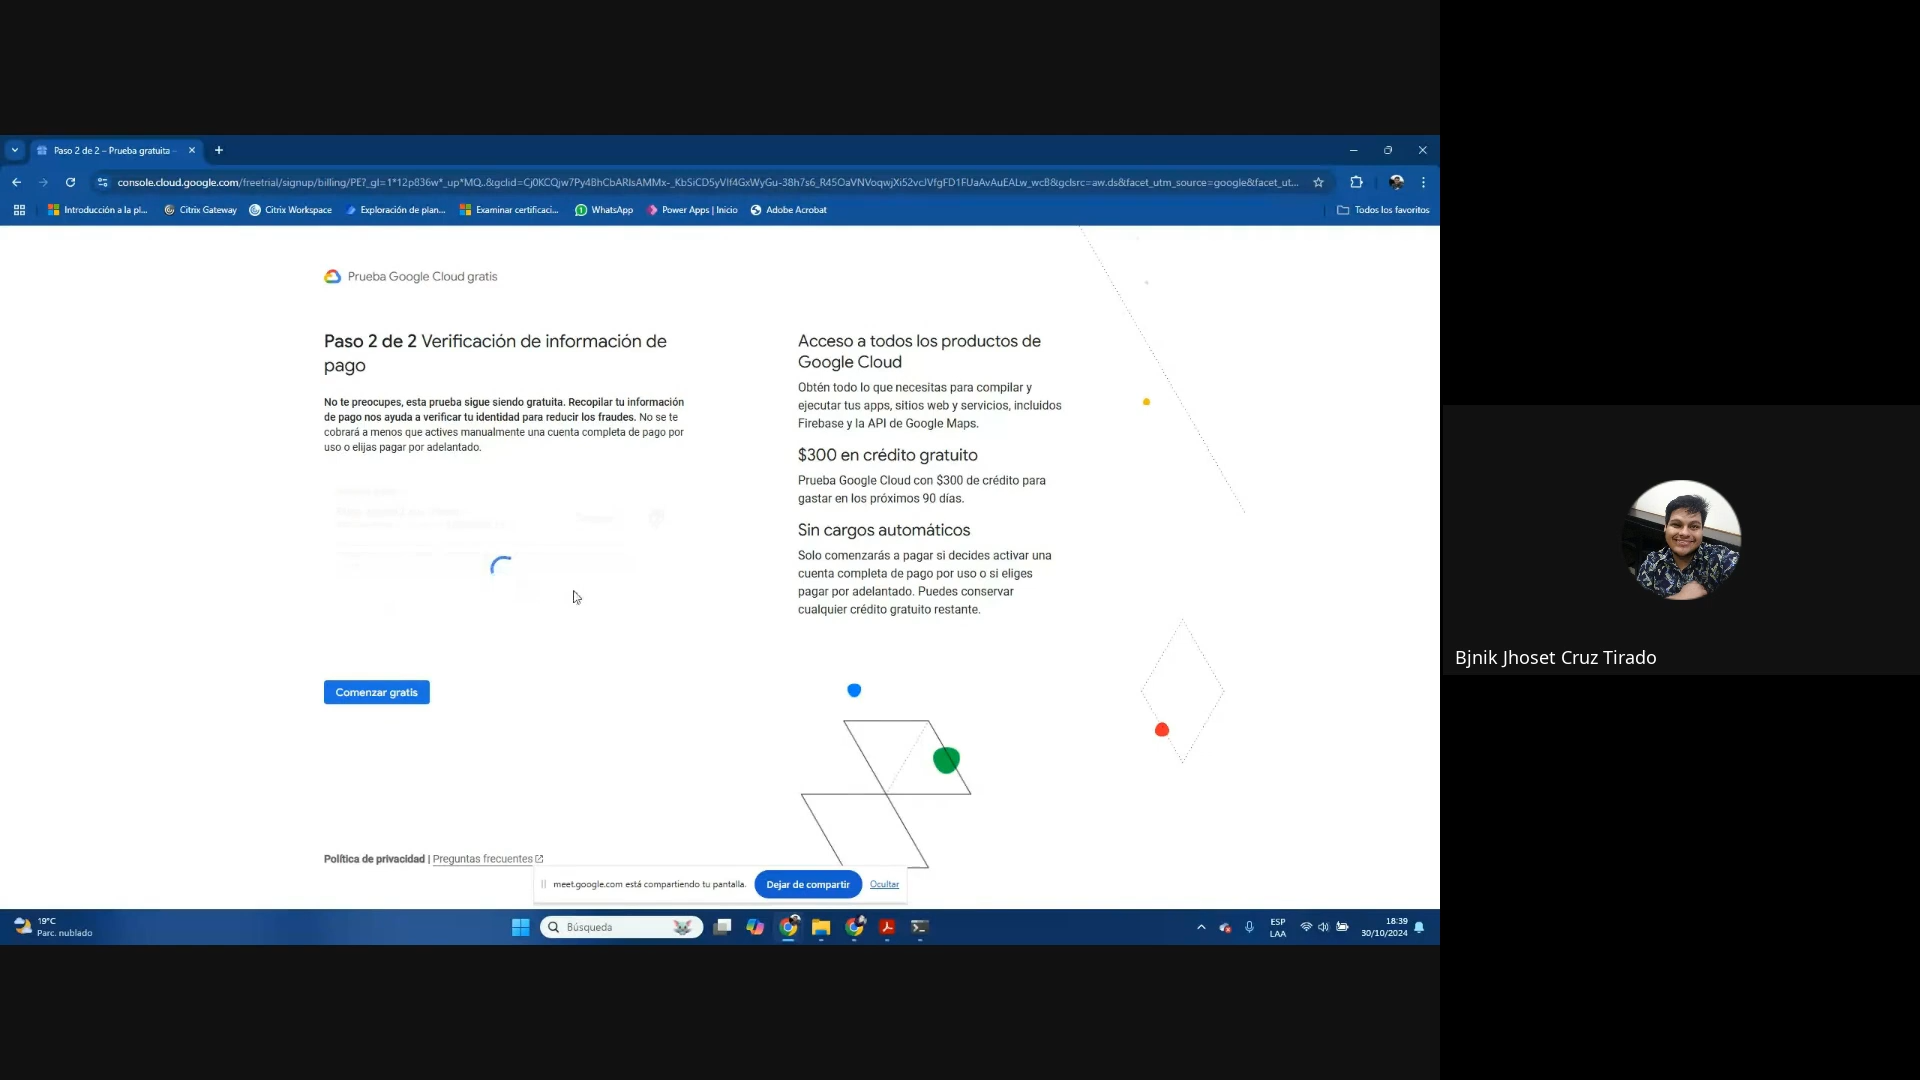 Paso 2 de 2 – Prueba gratuita –
console.cloud.google.com/freetrial/signup/billing/PE?_gl=1*12p836w*_up*MQ..&gclid=Cj0KCQjw7Py4BhCbARIsAMMx-_KbSiCD5yVlf4GxWyGu-38h7s6_R45OaVNVoqwjXi52vcJVfgFD1FUaAvAuEALw_wcB&gclsrc=aw.ds&facet_utm_source=google&facet_ut...
Introducción a la pl... Citrix Gateway Citrix Workspace Exploración de plan... Examinar certificaci... WhatsApp Power Apps | Inicio Adobe Acrobat Todos los favoritos
Prueba Google Cloud gratis
Paso 2 de 2 Verificación de información de
pago
No te preocupes, esta prueba sigue siendo gratuita. Recopilar tu información
de pago nos ayuda a verificar tu identidad para reducir los fraudes. No se te
cobrará a menos que actives manualmente una cuenta completa de pago por
uso o elijas pagar por adelantado.
Comenzar gratis
Política de privacidad | Preguntas frecuentes
Acceso a todos los productos de
Google Cloud
Obtén todo lo que necesitas para compilar y
ejecutar tus apps, sitios web y servicios, incluidos
Firebase y la API de Google Maps.
$300 en crédito gratuito
Prueba Google Cloud con $300 de crédito para
gastar en los próximos 90 días.
Sin cargos automáticos
Solo comenzarás a pagar si decides activar una
cuenta completa de pago por uso o si eliges
pagar por adelantado. Puedes conservar
cualquier crédito gratuito restante.
meet.google.com está compartiendo tu pantalla. Dejar de compartir Ocultar
19°C
Parc. nublado
Búsqueda
ESP
LAA
18:39
30/10/2024
Bjnik Jhoset Cruz Tirado